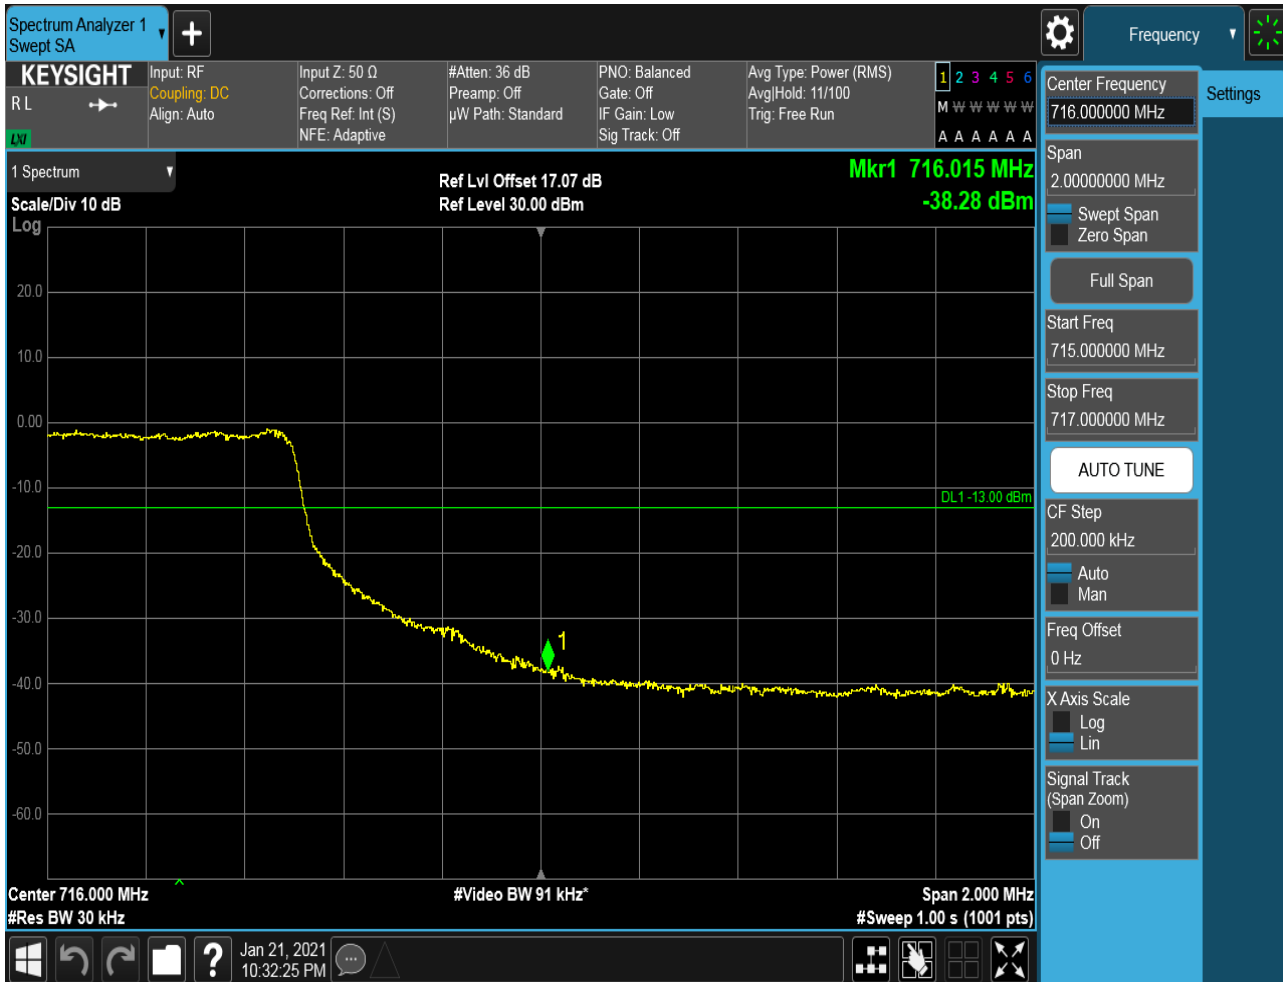 Spectrum Analyzer 1
Swept SA
Frequency
KEYSIGHT
R L
LXI
Input: RF
Coupling: DC
Align: Auto
Input Z: 50 Ω
Corrections: Off
Freq Ref: Int (S)
NFE: Adaptive
#Atten: 36 dB
Preamp: Off
µW Path: Standard
PNO: Balanced
Gate: Off
IF Gain: Low
Sig Track: Off
Avg Type: Power (RMS)
Avg|Hold: 11/100
Trig: Free Run
1 2 3 4 5 6
M W W W W W
A A A A A A
1 Spectrum
Scale/Div 10 dB
Log
Ref Lvl Offset 17.07 dB
Ref Level 30.00 dBm
Mkr1 716.015 MHz
-38.28 dBm
20.0
10.0
0.00
-10.0
-20.0
-30.0
-40.0
-50.0
-60.0
DL1 -13.00 dBm
1
Center 716.000 MHz
#Res BW 30 kHz
#Video BW 91 kHz*
Span 2.000 MHz
#Sweep 1.00 s (1001 pts)
Jan 21, 2021
10:32:25 PM
Center Frequency
716.000000 MHz
Settings
Span
2.00000000 MHz
Swept Span
Zero Span
Full Span
Start Freq
715.000000 MHz
Stop Freq
717.000000 MHz
AUTO TUNE
CF Step
200.000 kHz
Auto
Man
Freq Offset
0 Hz
X Axis Scale
Log
Lin
Signal Track
(Span Zoom)
On
Off